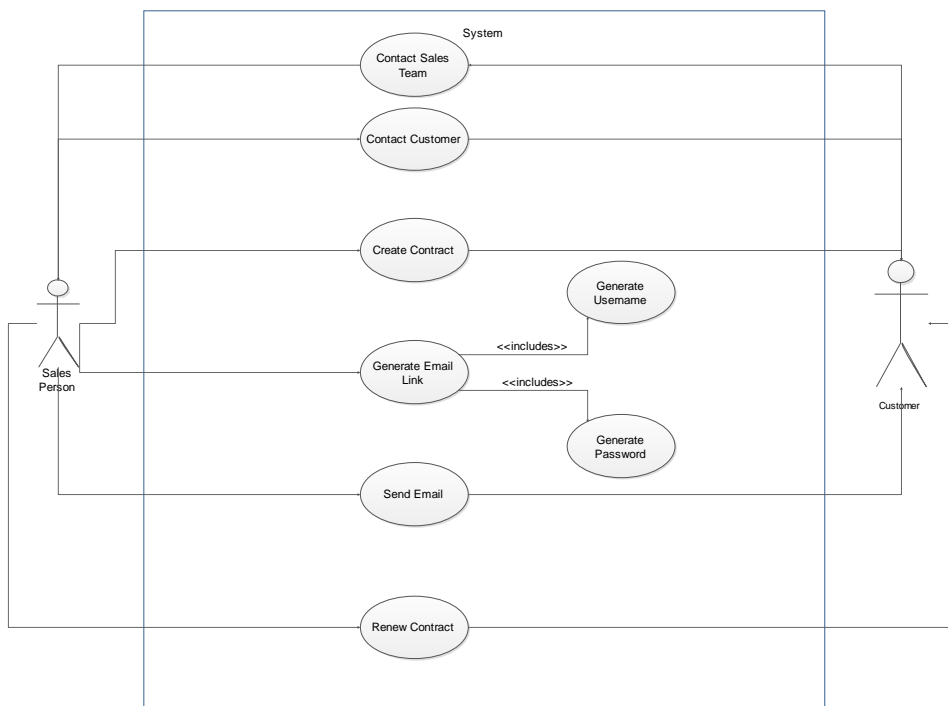 System
Contact Sales
Team
Contact Customer
Create Contract
Generate
Username
<<includes>>
Generate Email
Link
Sales
Person
<<includes>>
Customer
Generate
Password
Send Email
Renew Contract